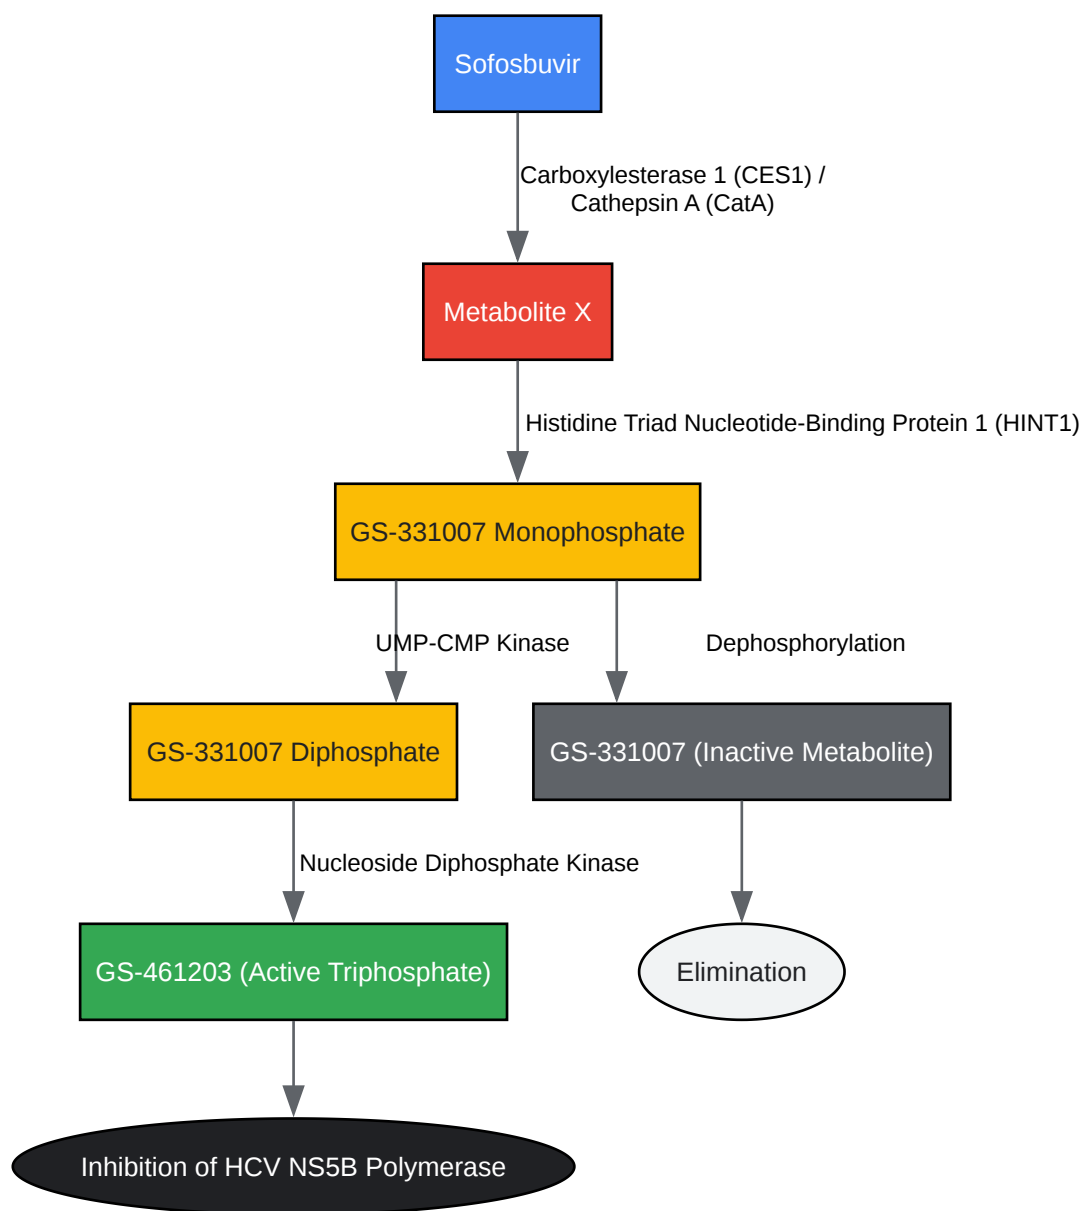 Sofosbuvir
Carboxylesterase 1 (CES1) /
Cathepsin A (CatA)
Metabolite X
Histidine Triad Nucleotide-Binding Protein 1 (HINT1)
GS-331007 Monophosphate
UMP-CMP Kinase
Dephosphorylation
GS-331007 Diphosphate
GS-331007 (Inactive Metabolite)
Nucleoside Diphosphate Kinase
GS-461203 (Active Triphosphate)
Elimination
Inhibition of HCV NS5B Polymerase